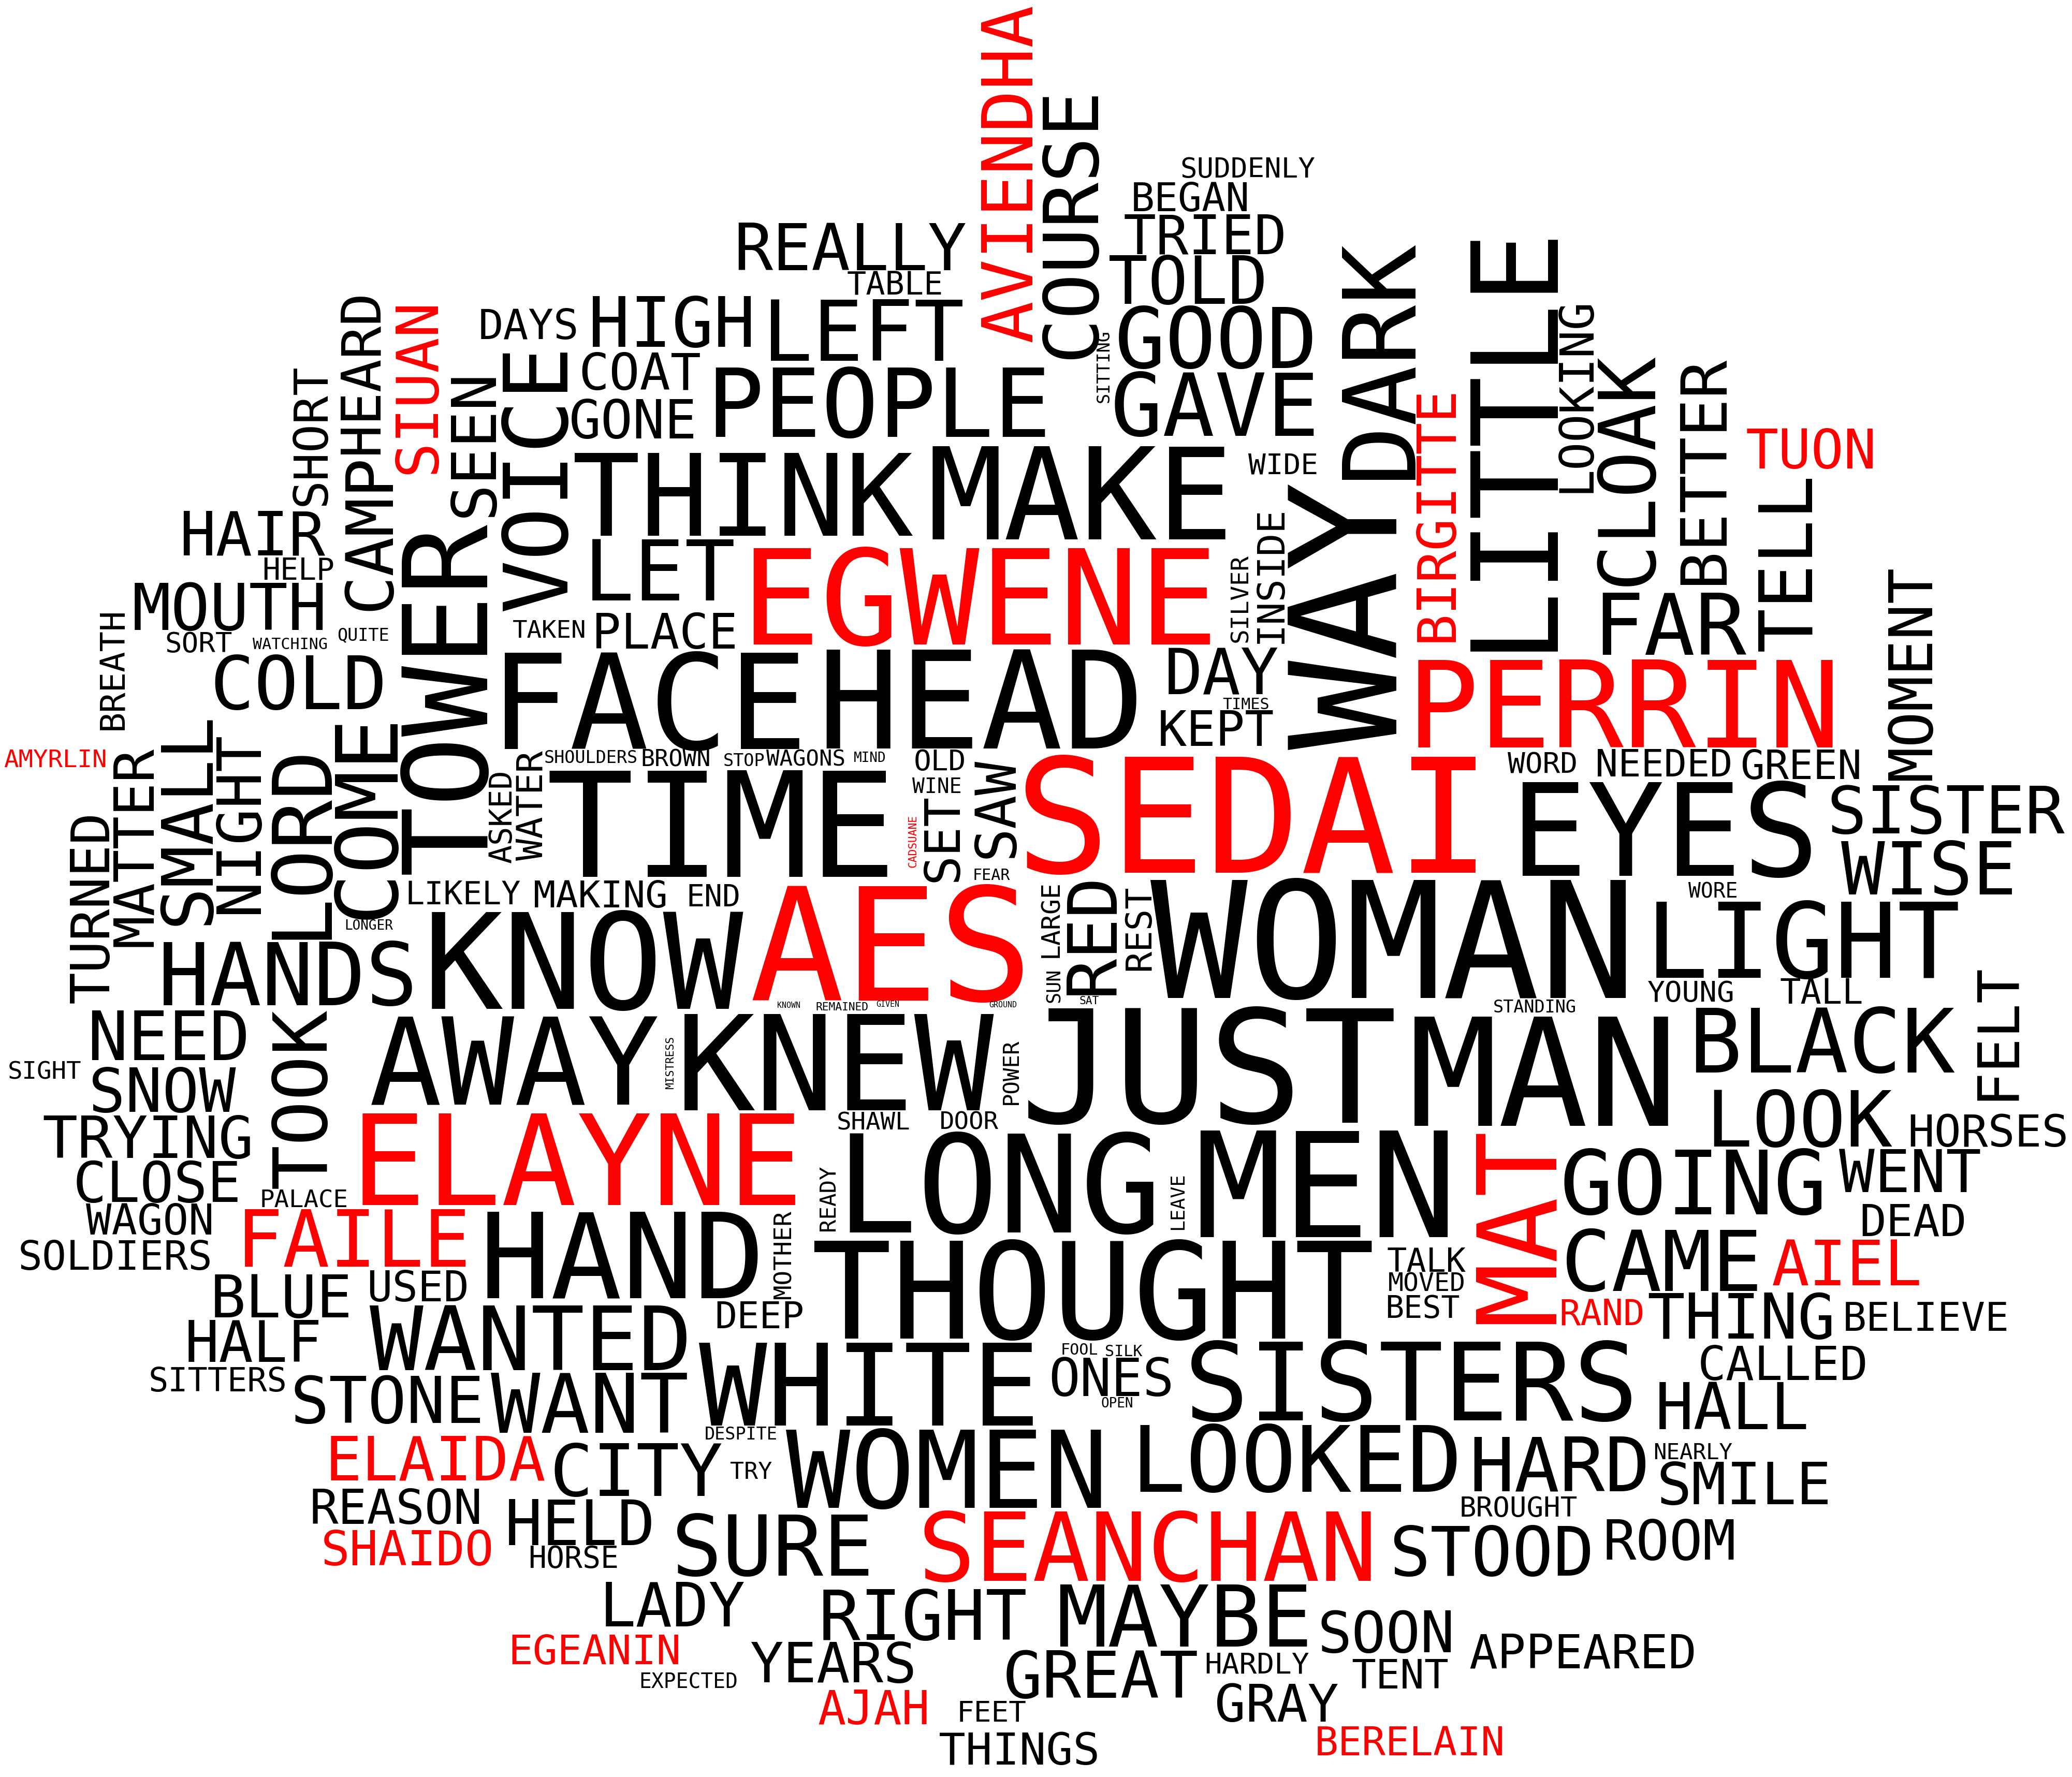 AVIENDHA
COURSE
SUDDENLY
BEGAN
REALLY
TRIED
TABLE
TOLD
DARK
LITTLE
HEARD
SIUAN
DAYS
HIGH
LEFT
GOOD
LOOKING
SHORT
SEEN
VOICE
COAT
PEOPLE
SITTING
GAVE
CLOAK
BETTER
GONE
BIRGITTE
TUON
THINK
MAKE
WIDE
CAMP
WAY
TELL
HAIR
HELP
TOWER
LET
EGWENE
SILVER
INSIDE
MOUTH
FAR
MOMENT
SORT
WATCHING
QUITE
TAKEN
PLACE
BREATH
COLD
FACE
HEAD
DAY
PERRIN
TIMES
KEPT
AMYRLIN
SHOULDERS
BROWN
STOP
WAGONS
MIND
OLD
WORD
NEEDED
GREEN
MATTER
SMALL
NIGHT
LORD
COME
ASKED
WATER
TIME
WINE
CADSUANE
SET
SAW
SEDAI
EYES
SISTER
TURNED
FEAR
WISE
LIKELY
MAKING
END
LONGER
AES
LARGE
RED
REST
WOMAN
WORE
LIGHT
HANDS
KNOW
SUN
YOUNG
TALL
KNOWN
REMAINED
GIVEN
GROUND
SAT
STANDING
NEED
TOOK
AWAY
MISTRESS
KNEW
POWER
JUST
MAN
BLACK
FELT
SIGHT
SNOW
TRYING
ELAYNE
SHAWL
DOOR
LOOK
HORSES
CLOSE
PALACE
READY
LONG
LEAVE
MEN
MAT
GOING
WENT
WAGON
FAILE
HAND
MOTHER
DEAD
SOLDIERS
THOUGHT
TALK
CAME
AIEL
BLUE
USED
MOVED
BEST
DEEP
RAND
THING
BELIEVE
HALF
WANTED
WHITE
FOOL
SILK
SISTERS
SITTERS
ONES
CALLED
STONE
WANT
OPEN
HALL
DESPITE
ELAIDA
CITY
TRY
WOMEN
LOOKED
HARD
NEARLY
SMILE
REASON
HELD
BROUGHT
SHAIDO
HORSE
SURE
SEANCHAN
STOOD
ROOM
LADY
RIGHT
MAYBE
SOON
EGEANIN
YEARS
APPEARED
EXPECTED
GREAT
HARDLY
TENT
AJAH
FEET
GRAY
THINGS
BERELAIN